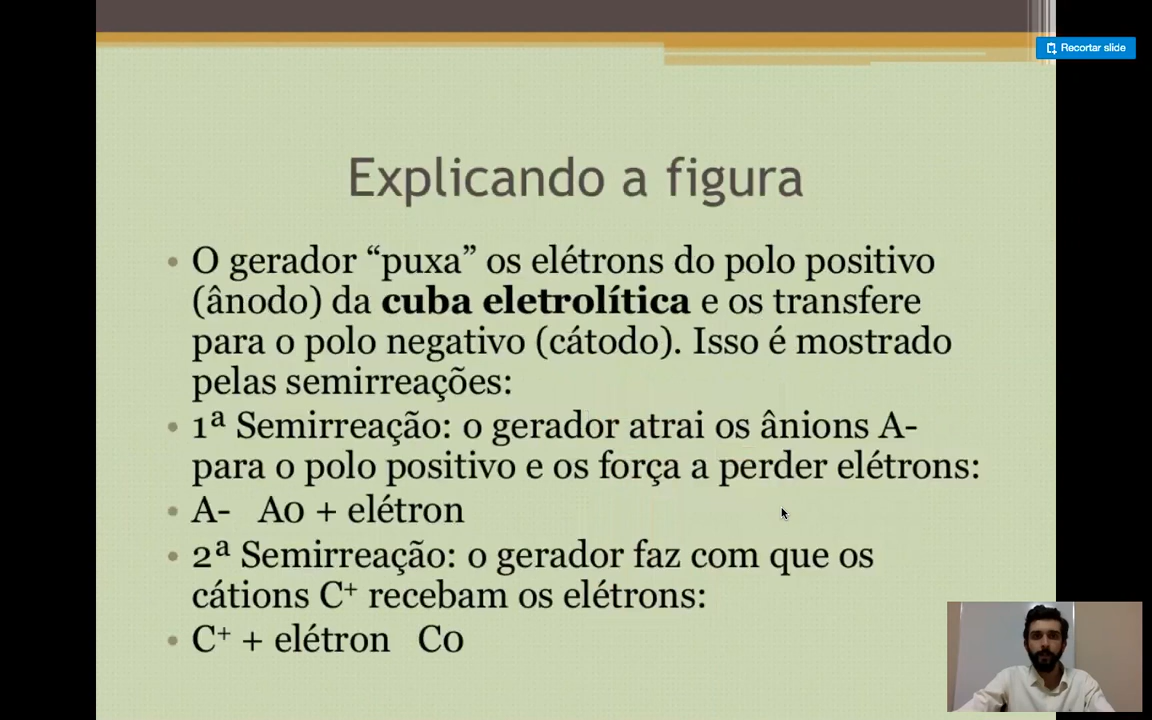 Recortar slide
Explicando a figura
• O gerador “puxa” os elétrons do polo positivo
(ânodo) da cuba eletrolítica e os transfere
para o polo negativo (cátodo). Isso é mostrado
pelas semirreações:
• 1ª Semirreação: o gerador atrai os ânions A-
para o polo positivo e os força a perder elétrons:
• A-   A0 + elétron
• 2ª Semirreação: o gerador faz com que os
cátions C⁺ recebam os elétrons:
• C⁺ + elétron   C0